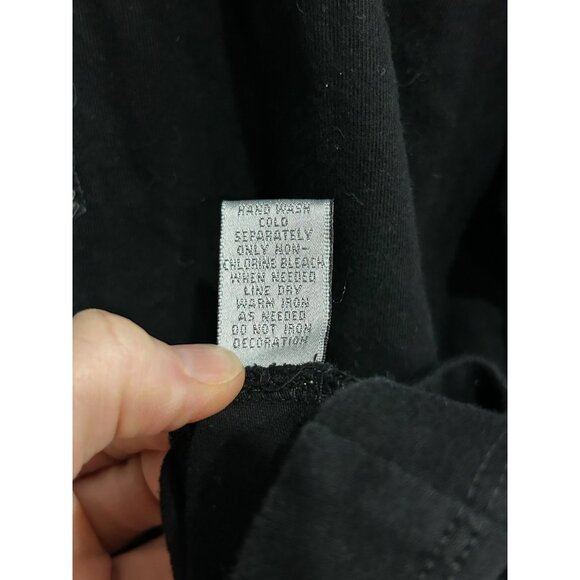 HAND WASH
COLD
SEPARATELY
ONLY NON-
CHLORINE BLEACH
WHEN NEEDED
LINE DRY
WARM IRON
AS NEEDED
DO NOT IRON
DECORATION